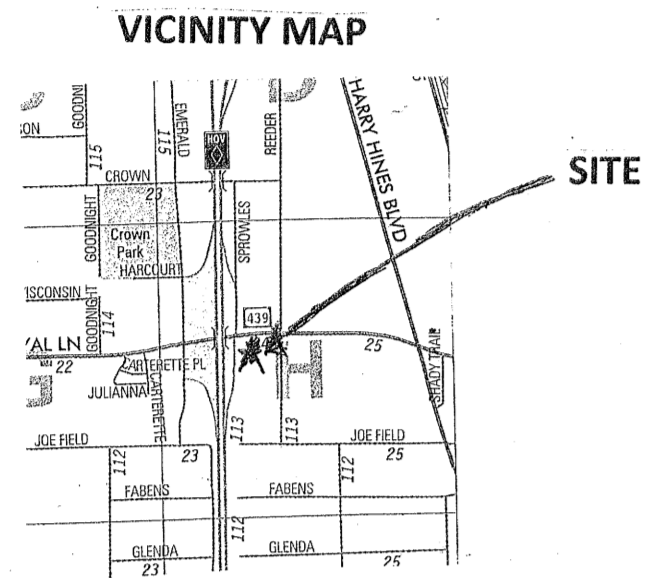 VICINITY MAP
SITE
GOODNI
115
EMERALD
115
HOV
REEDER
HARRY HINES BLVD
CROWN
23
GOODNIGHT
Crown
Park
HARCOURT
SPROWLES
ISCONSIN
GOODNIGHT
114
439
VAL LN
22
25
SHADY TRAIL
G
H
CARTERETTE PL
JULIANNA
CARTERETTE
113
113
JOE FIELD
23
JOE FIELD
25
112
112
FABENS
FABENS
112
GLENDA
23
GLENDA
25